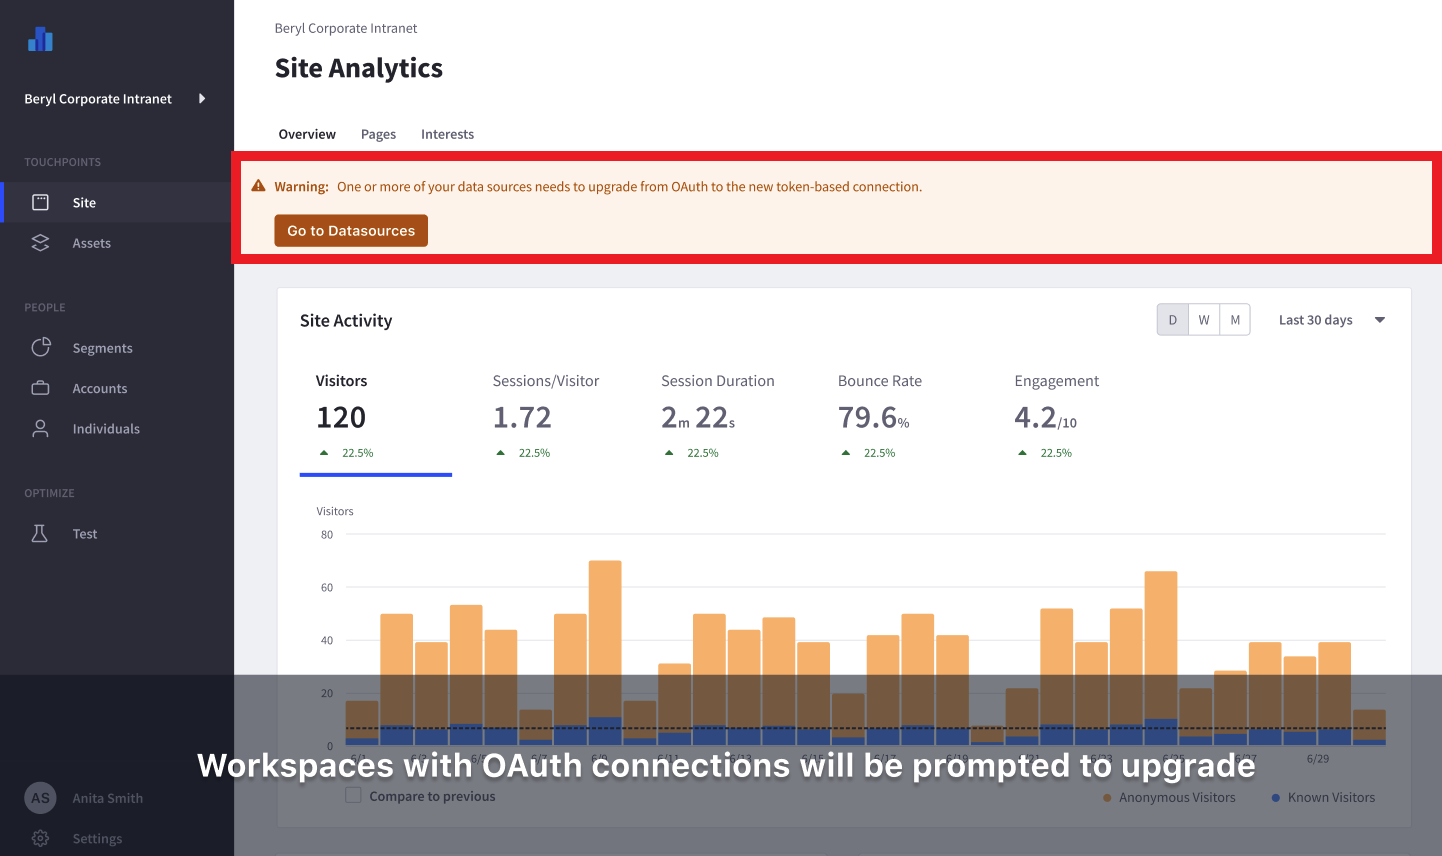 Beryl Corporate Intranet
Site Analytics
Beryl Corporate Intranet
Overview Pages Interests
TOUCHPOINTS
Site
Assets
PEOPLE
Segments
Accounts
Individuals
OPTIMIZE
Test
AS Anita Smith
Settings
Warning: One or more of your data sources needs to upgrade from OAuth to the new token-based connection.
Go to Datasources
Site Activity
D W M Last 30 days
Visitors Sessions/Visitor Session Duration Bounce Rate Engagement
120 1.72 2m 22s 79.6% 4.2/10
22.5% 22.5% 22.5% 22.5% 22.5%
Visitors
80
60
40
20
0
6/29
Workspaces with OAuth connections will be prompted to upgrade
Compare to previous
Anonymous Visitors Known Visitors